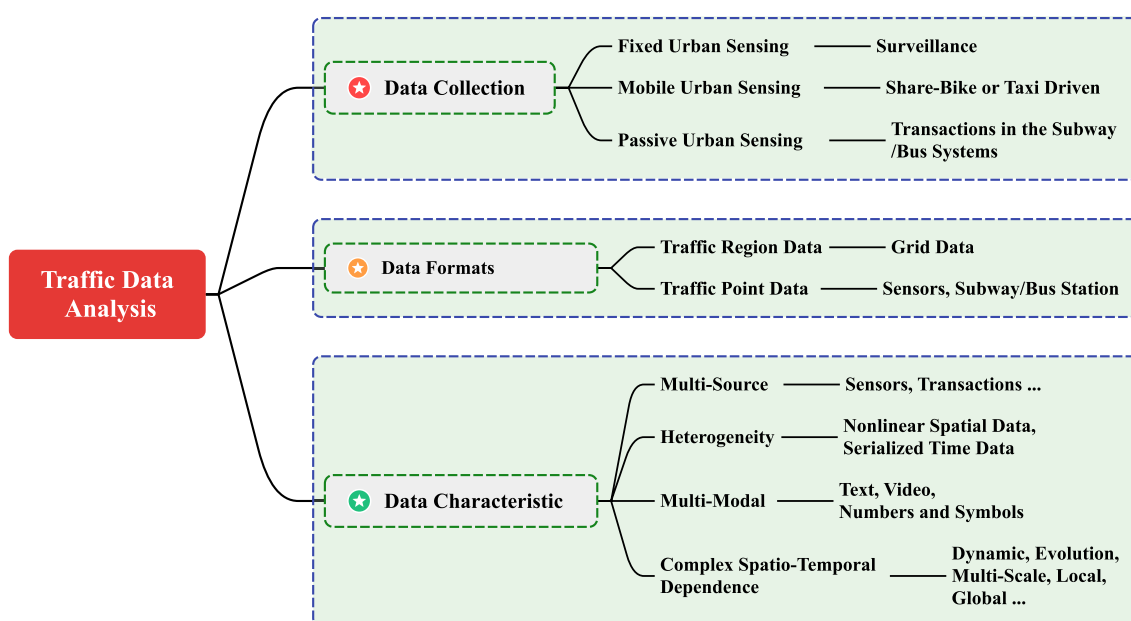 Traffic Data
Analysis
Data Collection
Fixed Urban Sensing
Surveillance
Mobile Urban Sensing
Share-Bike or Taxi Driven
Passive Urban Sensing
Transactions in the Subway
/Bus Systems
Data Formats
Traffic Region Data
Grid Data
Traffic Point Data
Sensors, Subway/Bus Station
Data Characteristic
Multi-Source
Sensors, Transactions ...
Heterogeneity
Nonlinear Spatial Data,
Serialized Time Data
Multi-Modal
Text, Video,
Numbers and Symbols
Complex Spatio-Temporal
Dependence
Dynamic, Evolution,
Multi-Scale, Local,
Global ...